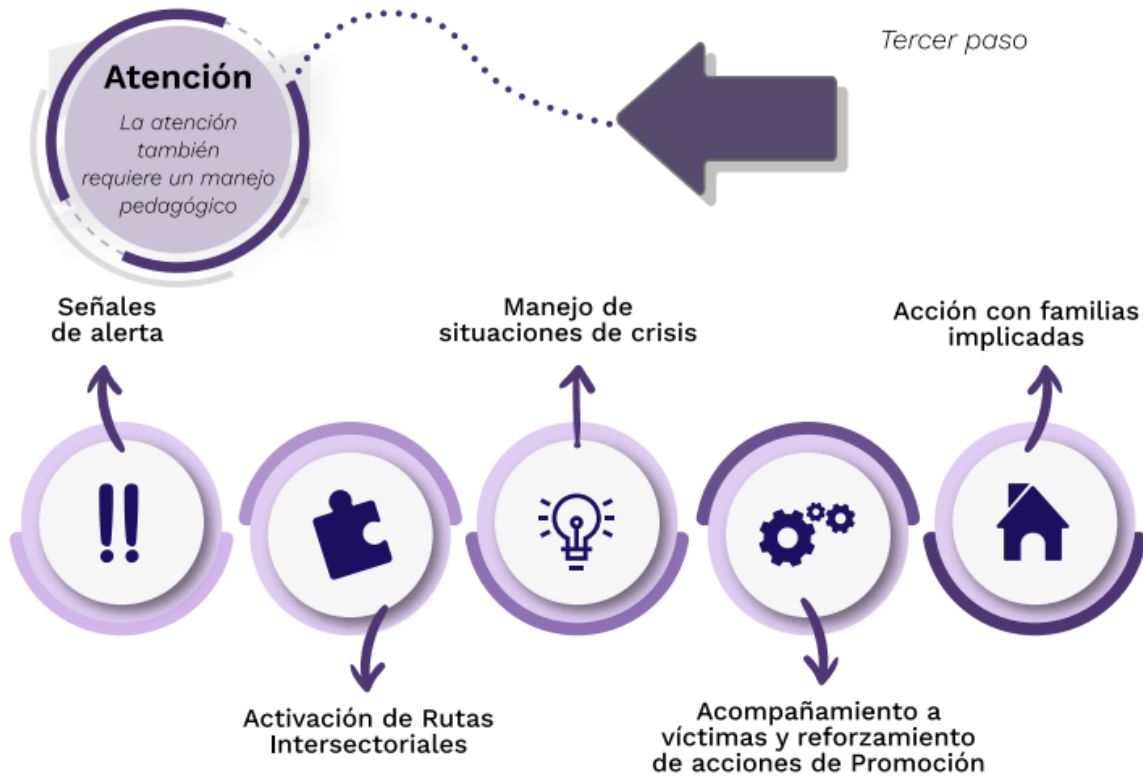 Tercer paso
Atención
La atención
también
requiere un manejo
pedagógico
Señales
de alerta
Manejo de
situaciones de crisis
Acción con familias
implicadas
Activación de Rutas
Intersectoriales
Acompañamiento a
víctimas y reforzamiento
de acciones de Promoción